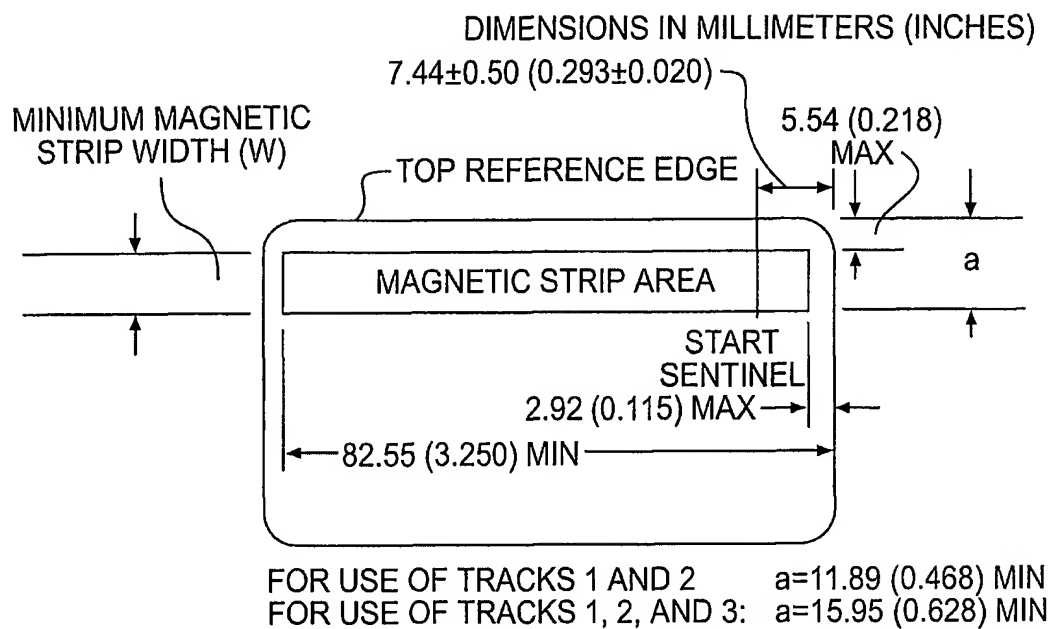 DIMENSIONS IN MILLIMETERS (INCHES)
7.44±0.50 (0.293±0.020)
MINIMUM MAGNETIC
STRIP WIDTH (W)
5.54 (0.218)
MAX
TOP REFERENCE EDGE
a
MAGNETIC STRIP AREA
START
SENTINEL
2.92 (0.115) MAX
82.55 (3.250) MIN
FOR USE OF TRACKS 1 AND 2 a=11.89 (0.468) MIN
FOR USE OF TRACKS 1, 2, AND 3: a=15.95 (0.628) MIN